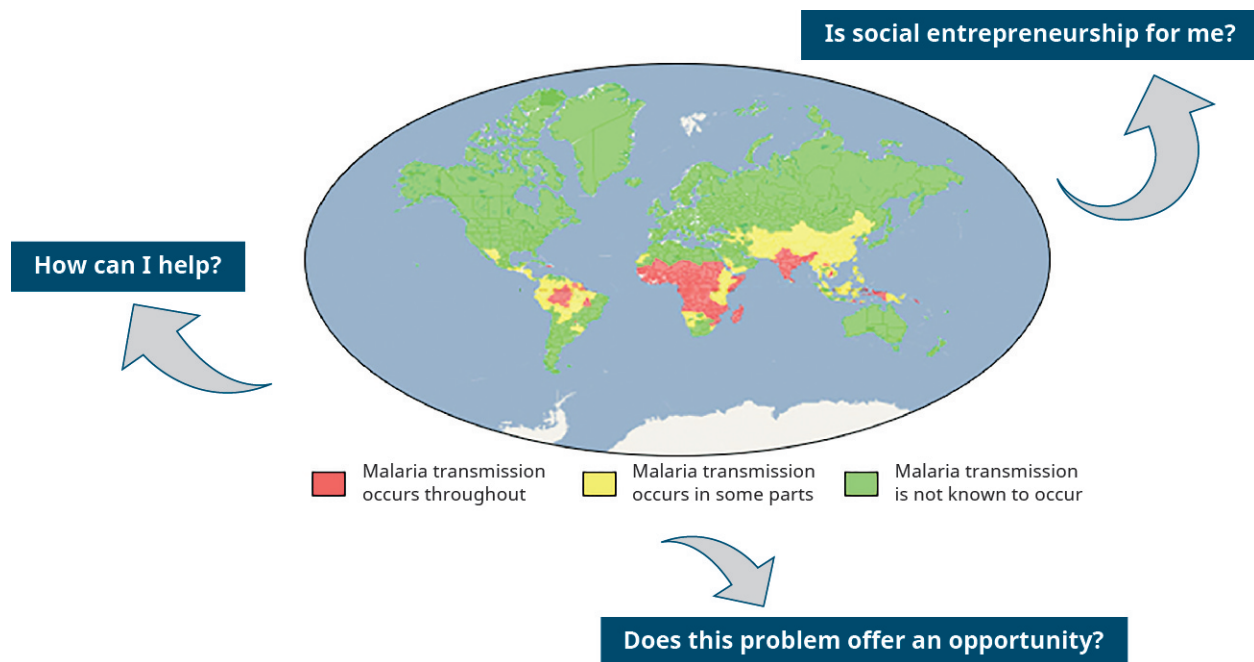 Is social entrepreneurship for me?
How can I help?
Malaria transmission
occurs throughout
Malaria transmission
occurs in some parts
Malaria transmission
is not known to occur
Does this problem offer an opportunity?